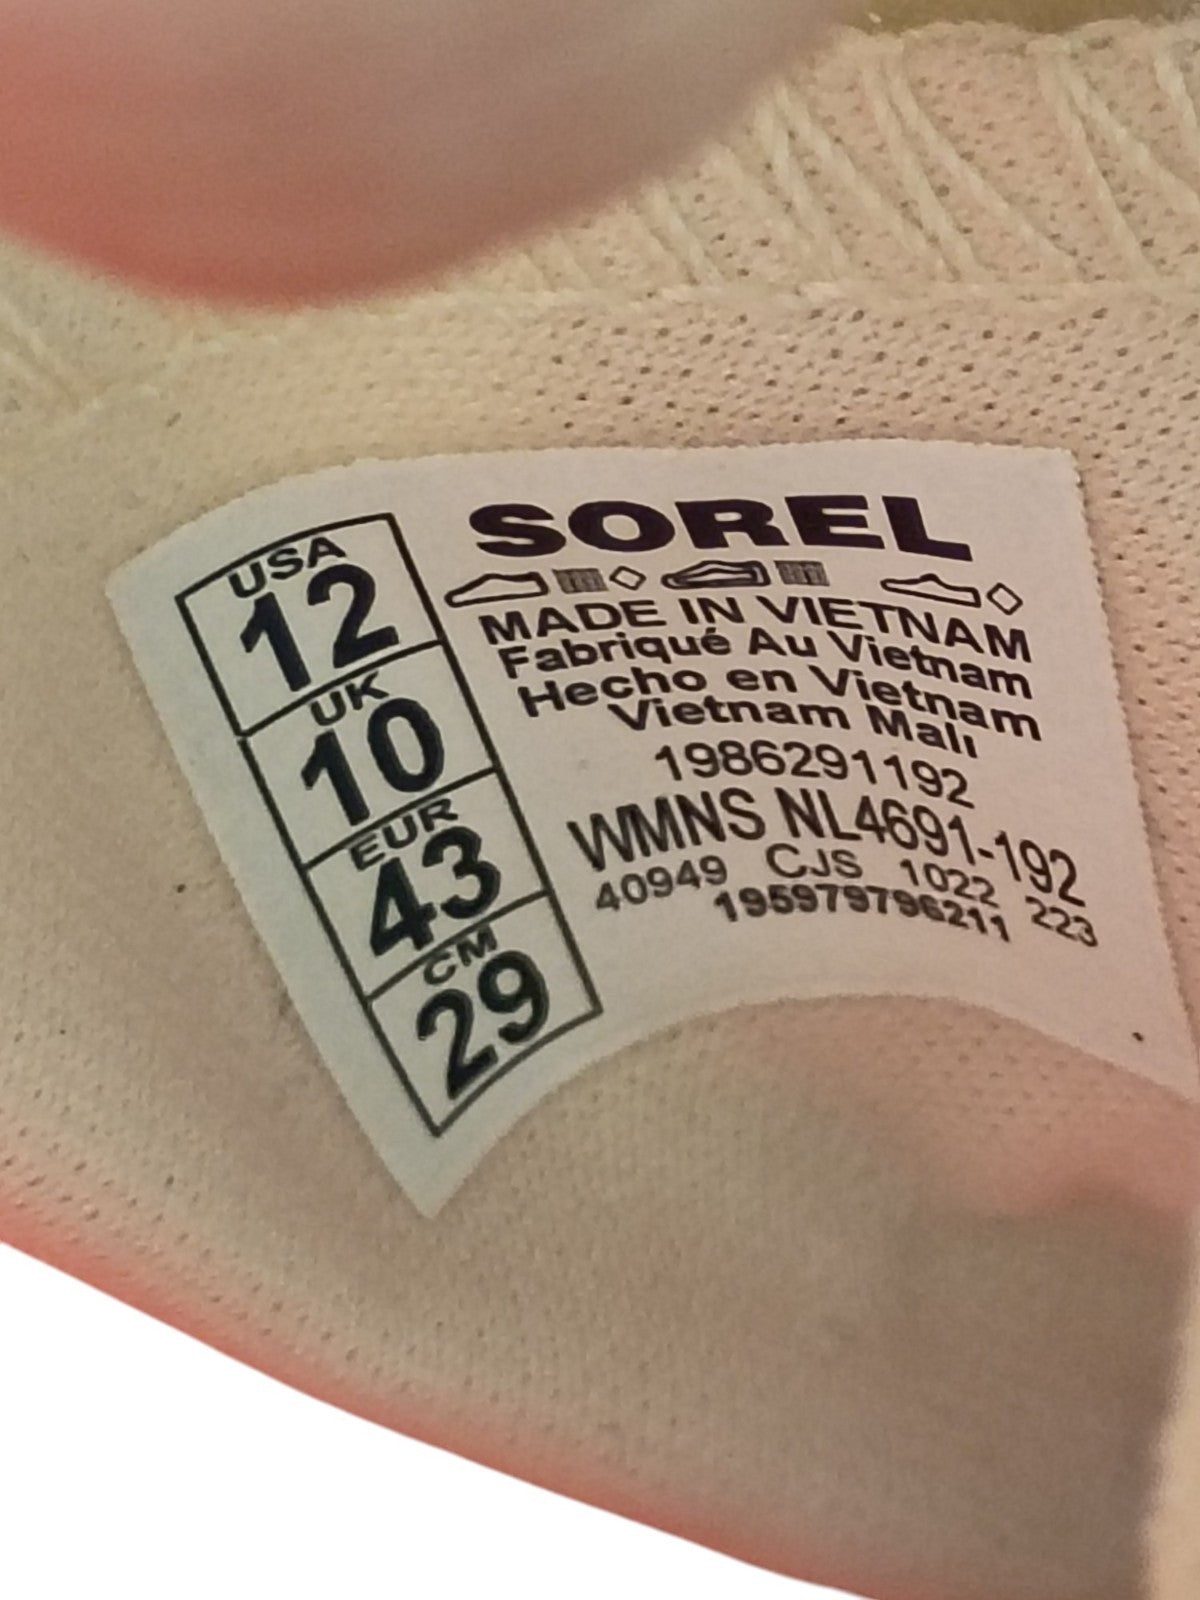 USA
12
UK
10
EUR
43
CM
29
SOREL
MADE IN VIETNAM
Fabriqué Au Vietnam
Hecho en Vietnam
Vietnam Malı
1986291192
WMNS NL4691-192
40949 CJS 1022 223
195979796211